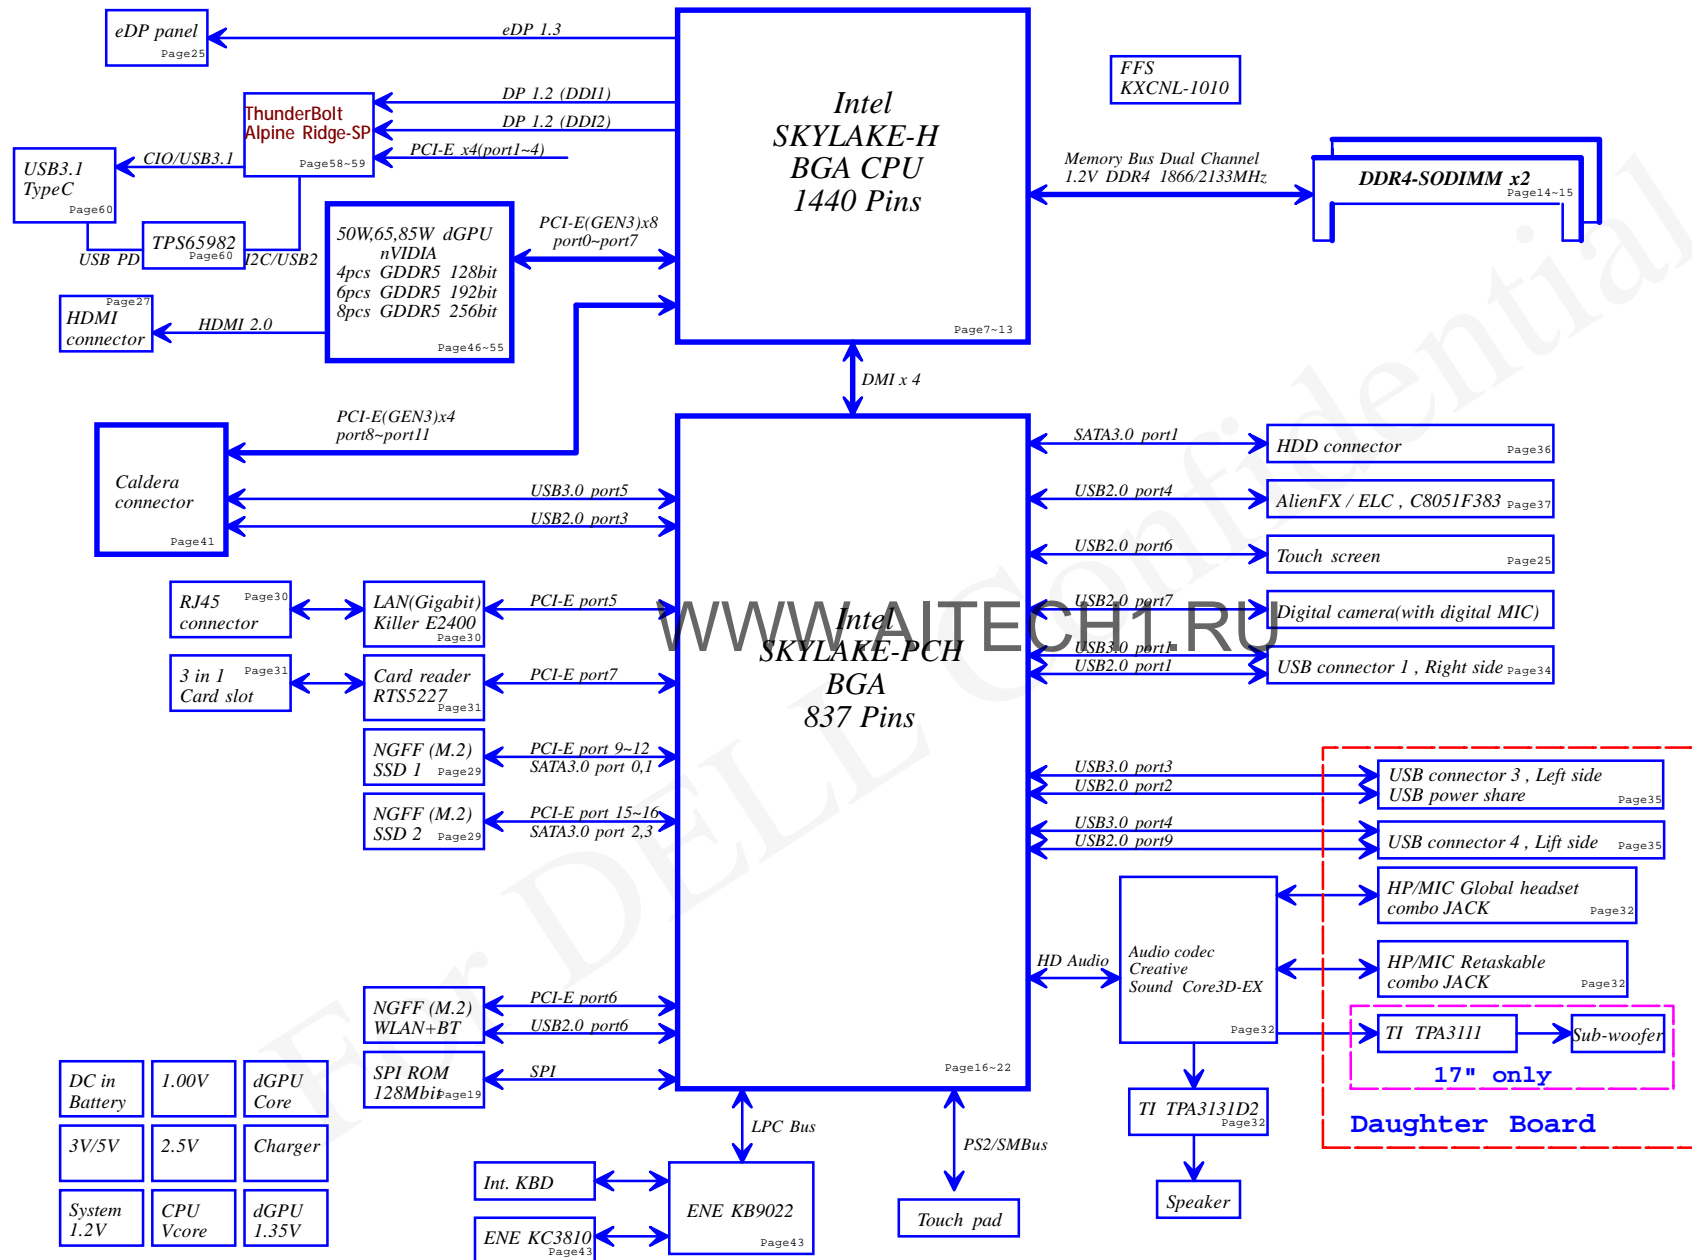 eDP panel
Page25
eDP 1.3
ThunderBolt
Alpine Ridge-SP
Page58~59
DP 1.2 (DDI1)
DP 1.2 (DDI2)
PCI-E x4(port1~4)
USB3.1
TypeC
Page60
CIO/USB3.1
TPS65982
Page60
USB PD
I2C/USB2
Page27
HDMI
connector
HDMI 2.0
50W,65,85W dGPU
nVIDIA
4pcs GDDR5 128bit
6pcs GDDR5 192bit
8pcs GDDR5 256bit
Page46~55
PCI-E(GEN3)x8
port0~port7
Intel
SKYLAKE-H
BGA CPU
1440 Pins
Page7~13
FFS
KXCNL-1010
Memory Bus Dual Channel
1.2V DDR4 1866/2133MHz
DDR4-SODIMM x2
Page14~15
DMI x 4
PCI-E(GEN3)x4
port8~port11
Caldera
connector
Page41
USB3.0 port5
USB2.0 port3
RJ45
connector
Page30
LAN(Gigabit)
Killer E2400
Page30
PCI-E port5
3 in 1
Card slot
Page31
Card reader
RTS5227
Page31
PCI-E port7
NGFF (M.2)
SSD 1
Page29
PCI-E port 9~12
SATA3.0 port 0,1
NGFF (M.2)
SSD 2
Page29
PCI-E port 15~16
SATA3.0 port 2,3
NGFF (M.2)
WLAN+BT
PCI-E port6
USB2.0 port6
SPI ROM
128Mbit
Page19
SPI
Intel
SKYLAKE-PCH
BGA
837 Pins
Page16~22
WWW.AITECH1.RU
For DELL Confidential
SATA3.0 port1
HDD connector
Page36
USB2.0 port4
AlienFX / ELC , C8051F383
Page37
USB2.0 port6
Touch screen
Page25
USB2.0 port7
Digital camera(with digital MIC)
USB3.0 port1
USB2.0 port1
USB connector 1 , Right side
Page34
USB3.0 port3
USB2.0 port2
USB connector 3 , Left side
USB power share
Page35
USB3.0 port4
USB2.0 port9
USB connector 4 , Lift side
Page35
HD Audio
Audio codec
Creative
Sound Core3D-EX
Page32
HP/MIC Global headset
combo JACK
Page32
HP/MIC Retaskable
combo JACK
Page32
TI TPA3111
Sub-woofer
17" only
Daughter Board
TI TPA3131D2
Page32
Speaker
LPC Bus
PS2/SMBus
Int. KBD
ENE KC3810
Page43
ENE KB9022
Page43
Touch pad
DC in
Battery
1.00V
dGPU
Core
3V/5V
2.5V
Charger
System
1.2V
CPU
Vcore
dGPU
1.35V